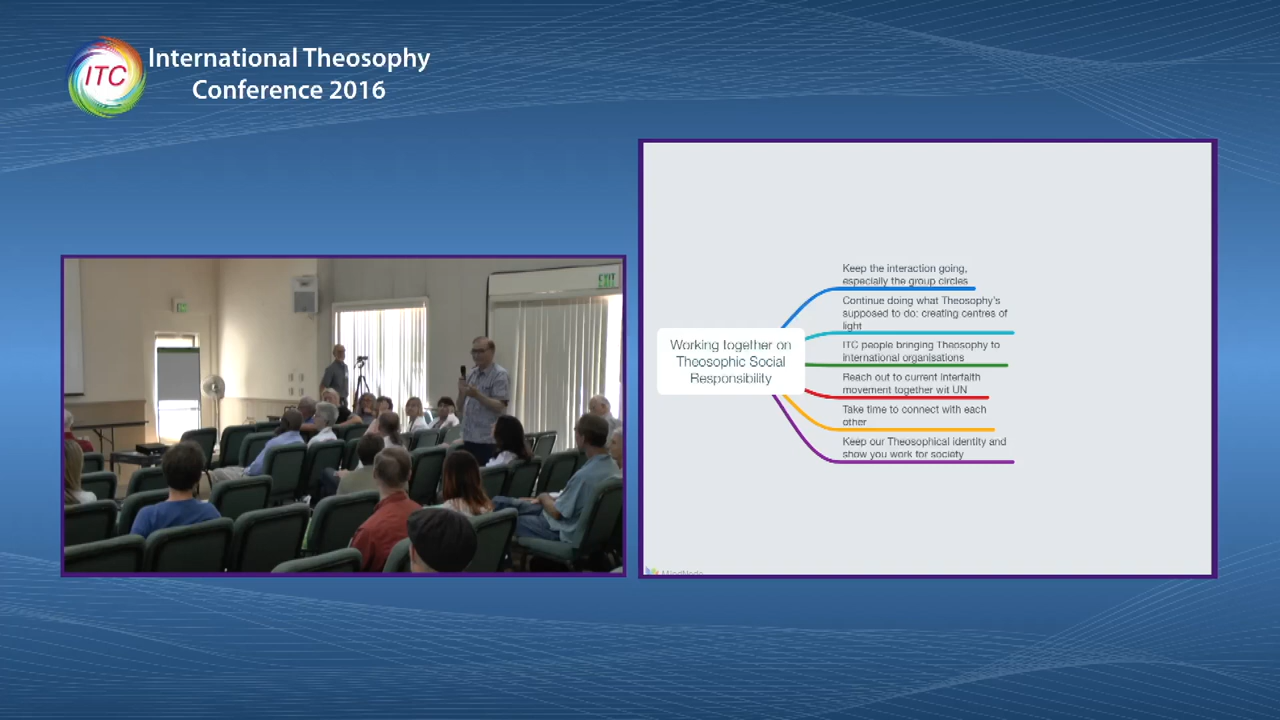 ITC
International Theosophy
Conference 2016
EXIT
Keep the interaction going,
especially the group circles
Continue doing what Theosophy's
supposed to do: creating centres of
light
Working together on
Theosophic Social
Responsibility
ITC people bringing Theosophy to
international organisations
Reach out to current interfaith
movement together wit UN
Take time to connect with each
other
Keep our Theosophical identity and
show you work for society
MindNode